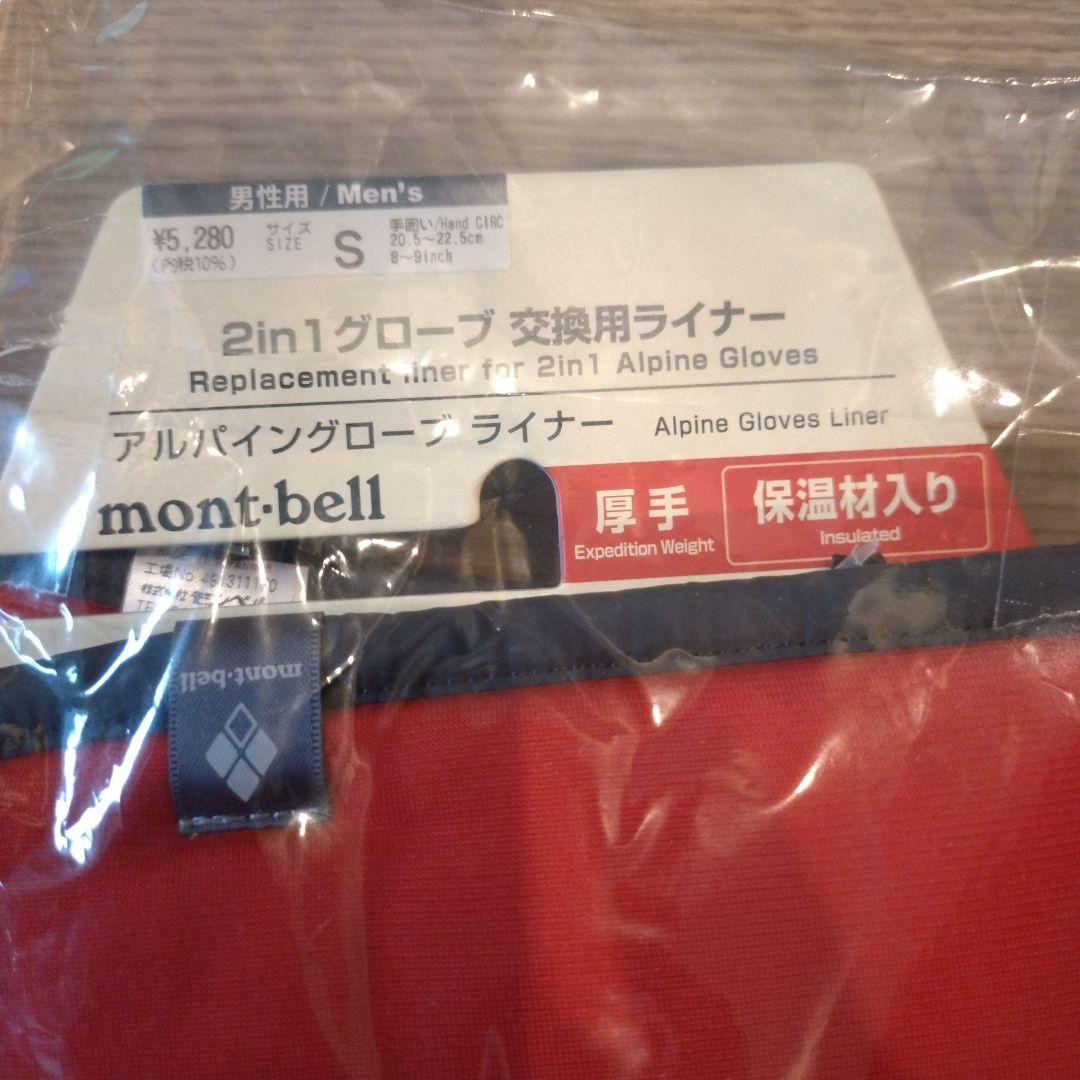 男性用 / Men's
¥5,280
(内税10%)
サイズ
SIZE
S
手囲い/Hand CIRC
20.5~22.5cm
8~9inch
2in1グローブ 交換用ライナー
Replacement liner for 2in1 Alpine Gloves
アルパイングローブ ライナー Alpine Gloves Liner
mont·bell
厚手
Expedition Weight
保温材入り
Insulated
工場No
mont·bell